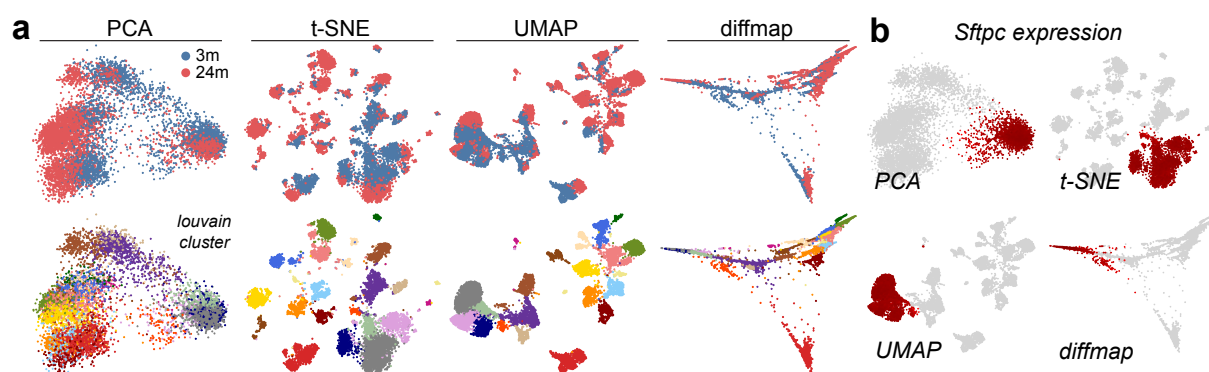 a
PCA
t-SNE
UMAP
diffmap
3m
24m
louvain
cluster
b
Sftpc expression
PCA
t-SNE
UMAP
diffmap